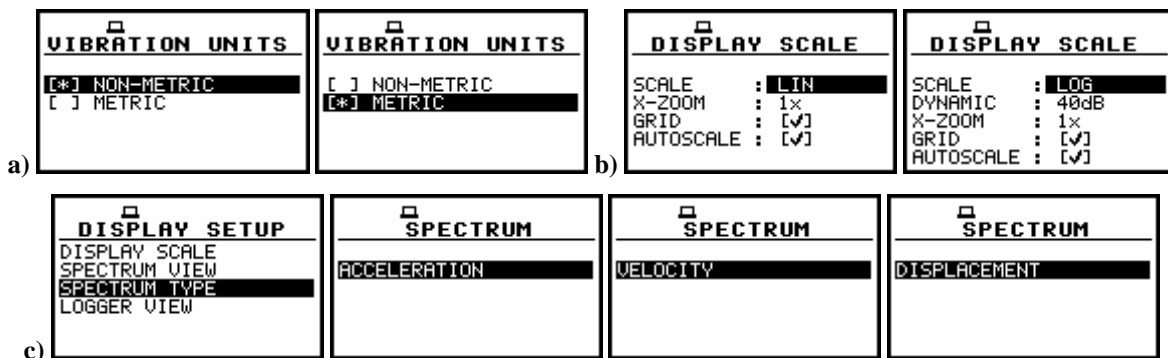 VIBRATION UNITS
[*] NON-METRIC
[ ] METRIC
VIBRATION UNITS
[ ] NON-METRIC
[*] METRIC
a)
DISPLAY SCALE
SCALE : LIN
X-ZOOM : 1x
GRID : [✓]
AUTOSCALE : [✓]
DISPLAY SCALE
SCALE : LOG
DYNAMIC : 40dB
X-ZOOM : 1x
GRID : [✓]
AUTOSCALE : [✓]
b)
DISPLAY SETUP
DISPLAY SCALE
SPECTRUM VIEW
SPECTRUM TYPE
LOGGER VIEW
SPECTRUM
ACCELERATION
SPECTRUM
VELOCITY
SPECTRUM
DISPLACEMENT
c)